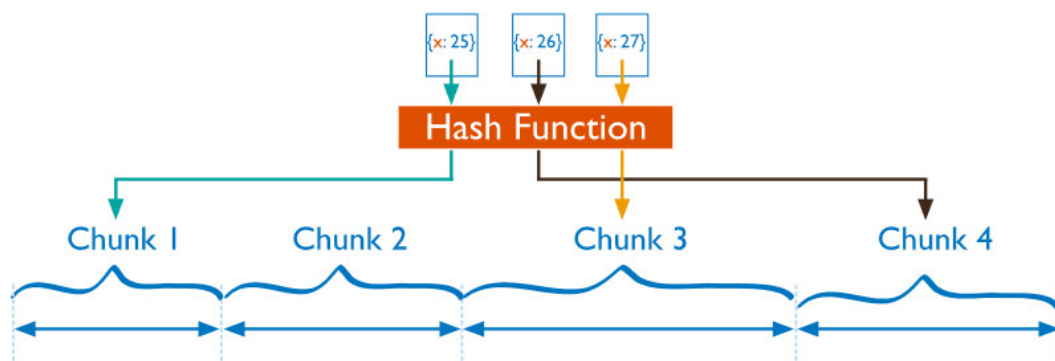 {x: 25} {x: 26} {x: 27}
Hash Function
Chunk 1 Chunk 2 Chunk 3 Chunk 4